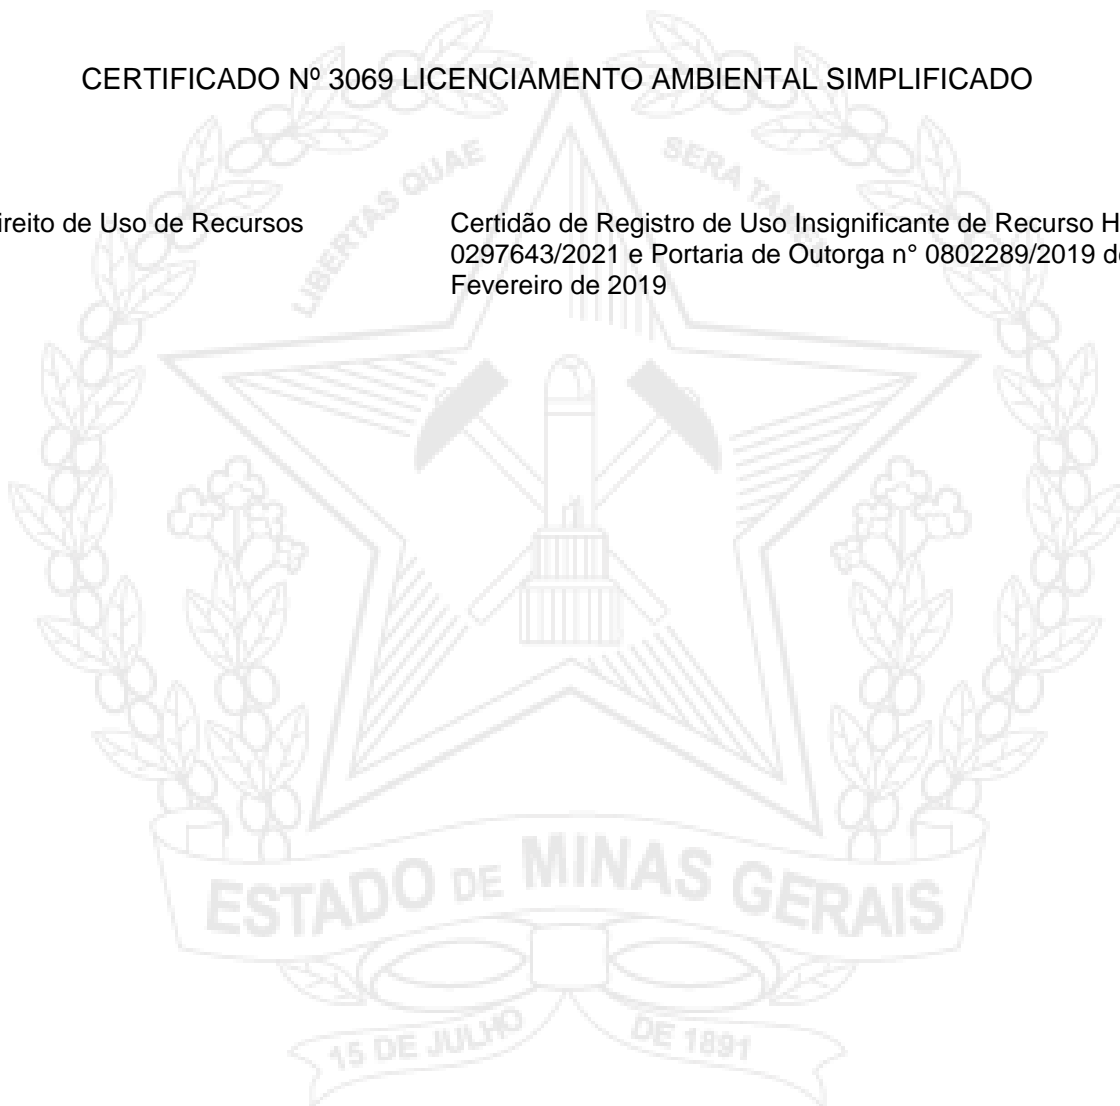 CERTIFICADO Nº 3069 LICENCIAMENTO AMBIENTAL SIMPLIFICADO
LIBERTAS QUAE SERA TAMEN
ireito de Uso de Recursos
Certidão de Registro de Uso Insignificante de Recurso H
0297643/2021 e Portaria de Outorga n° 0802289/2019 d
Fevereiro de 2019
ESTADO DE MINAS GERAIS
15 DE JULHO DE 1891